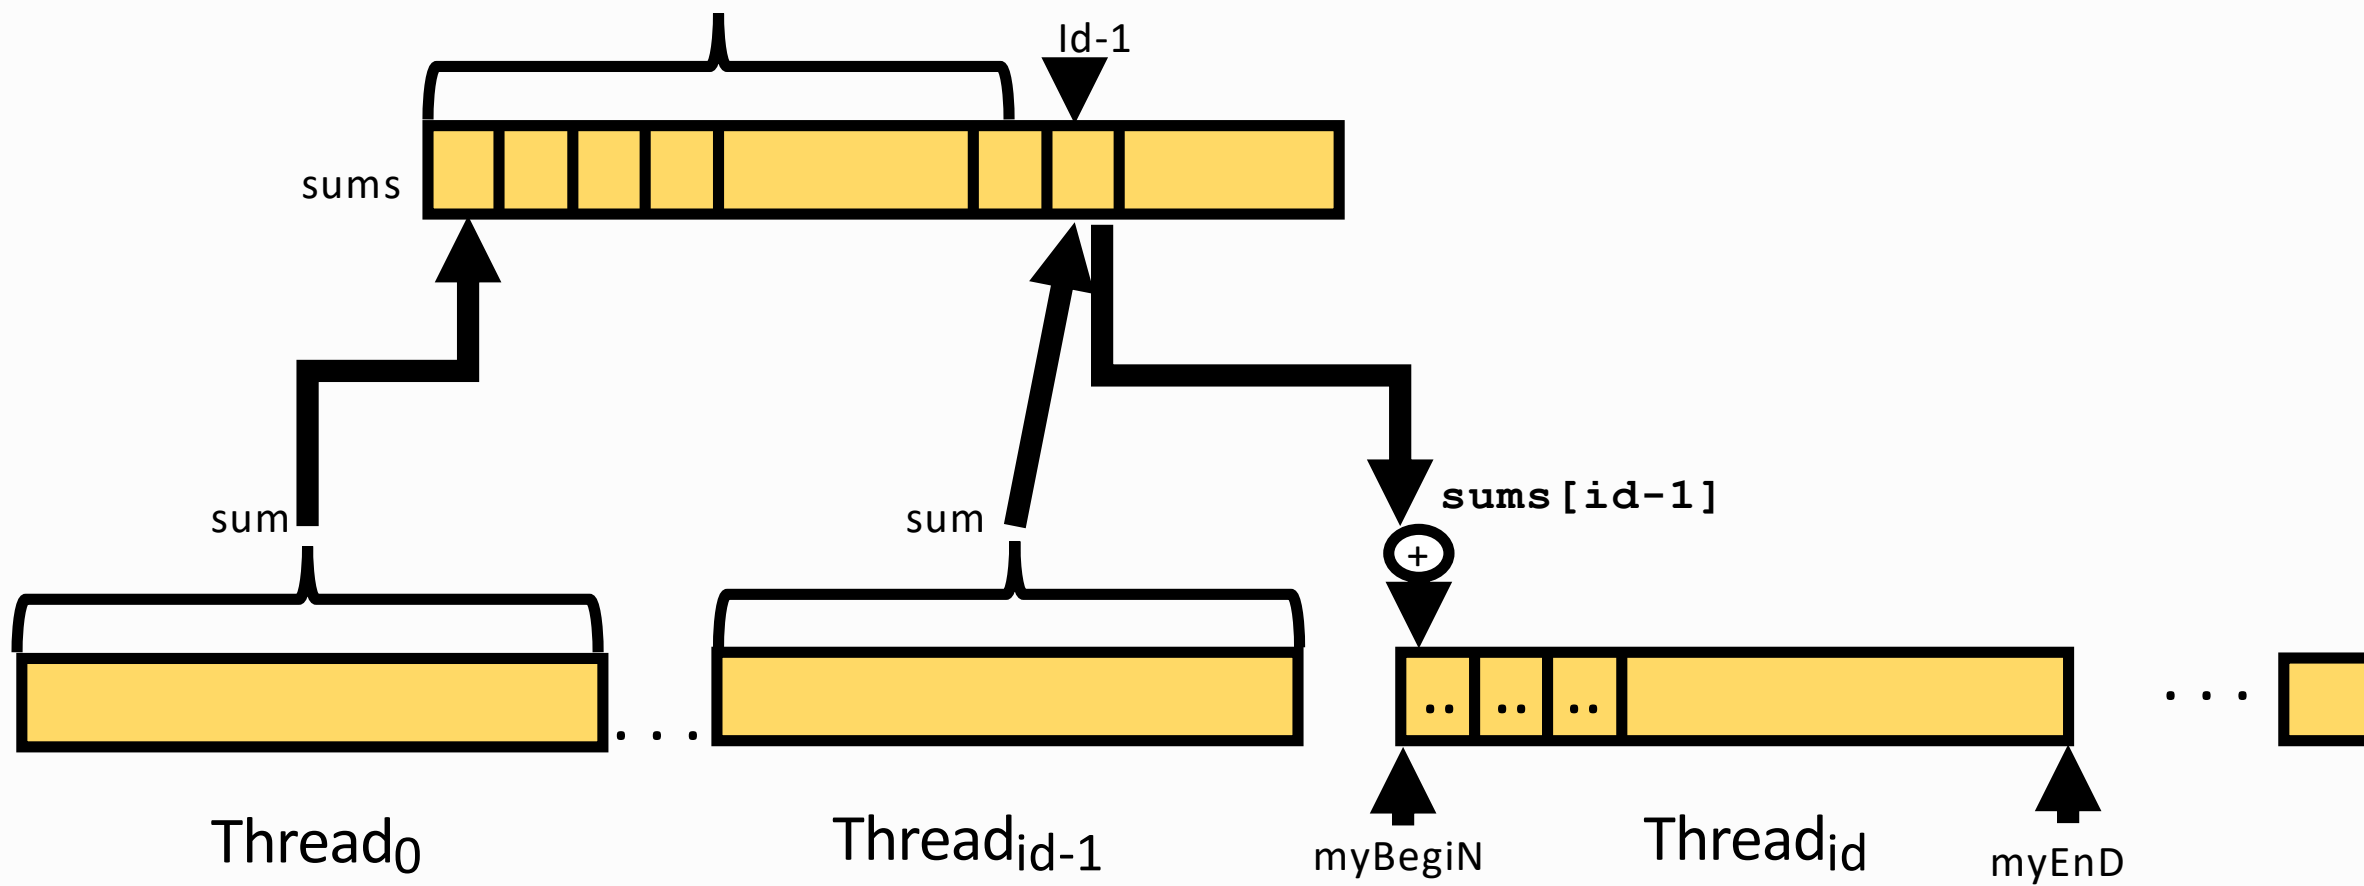 Id-1
sums
sums[id-1]
sum
sum
+
.. .. ..
. . .
. . .
Thread0
Threadid-1
myBegiN
Threadid
myEnD